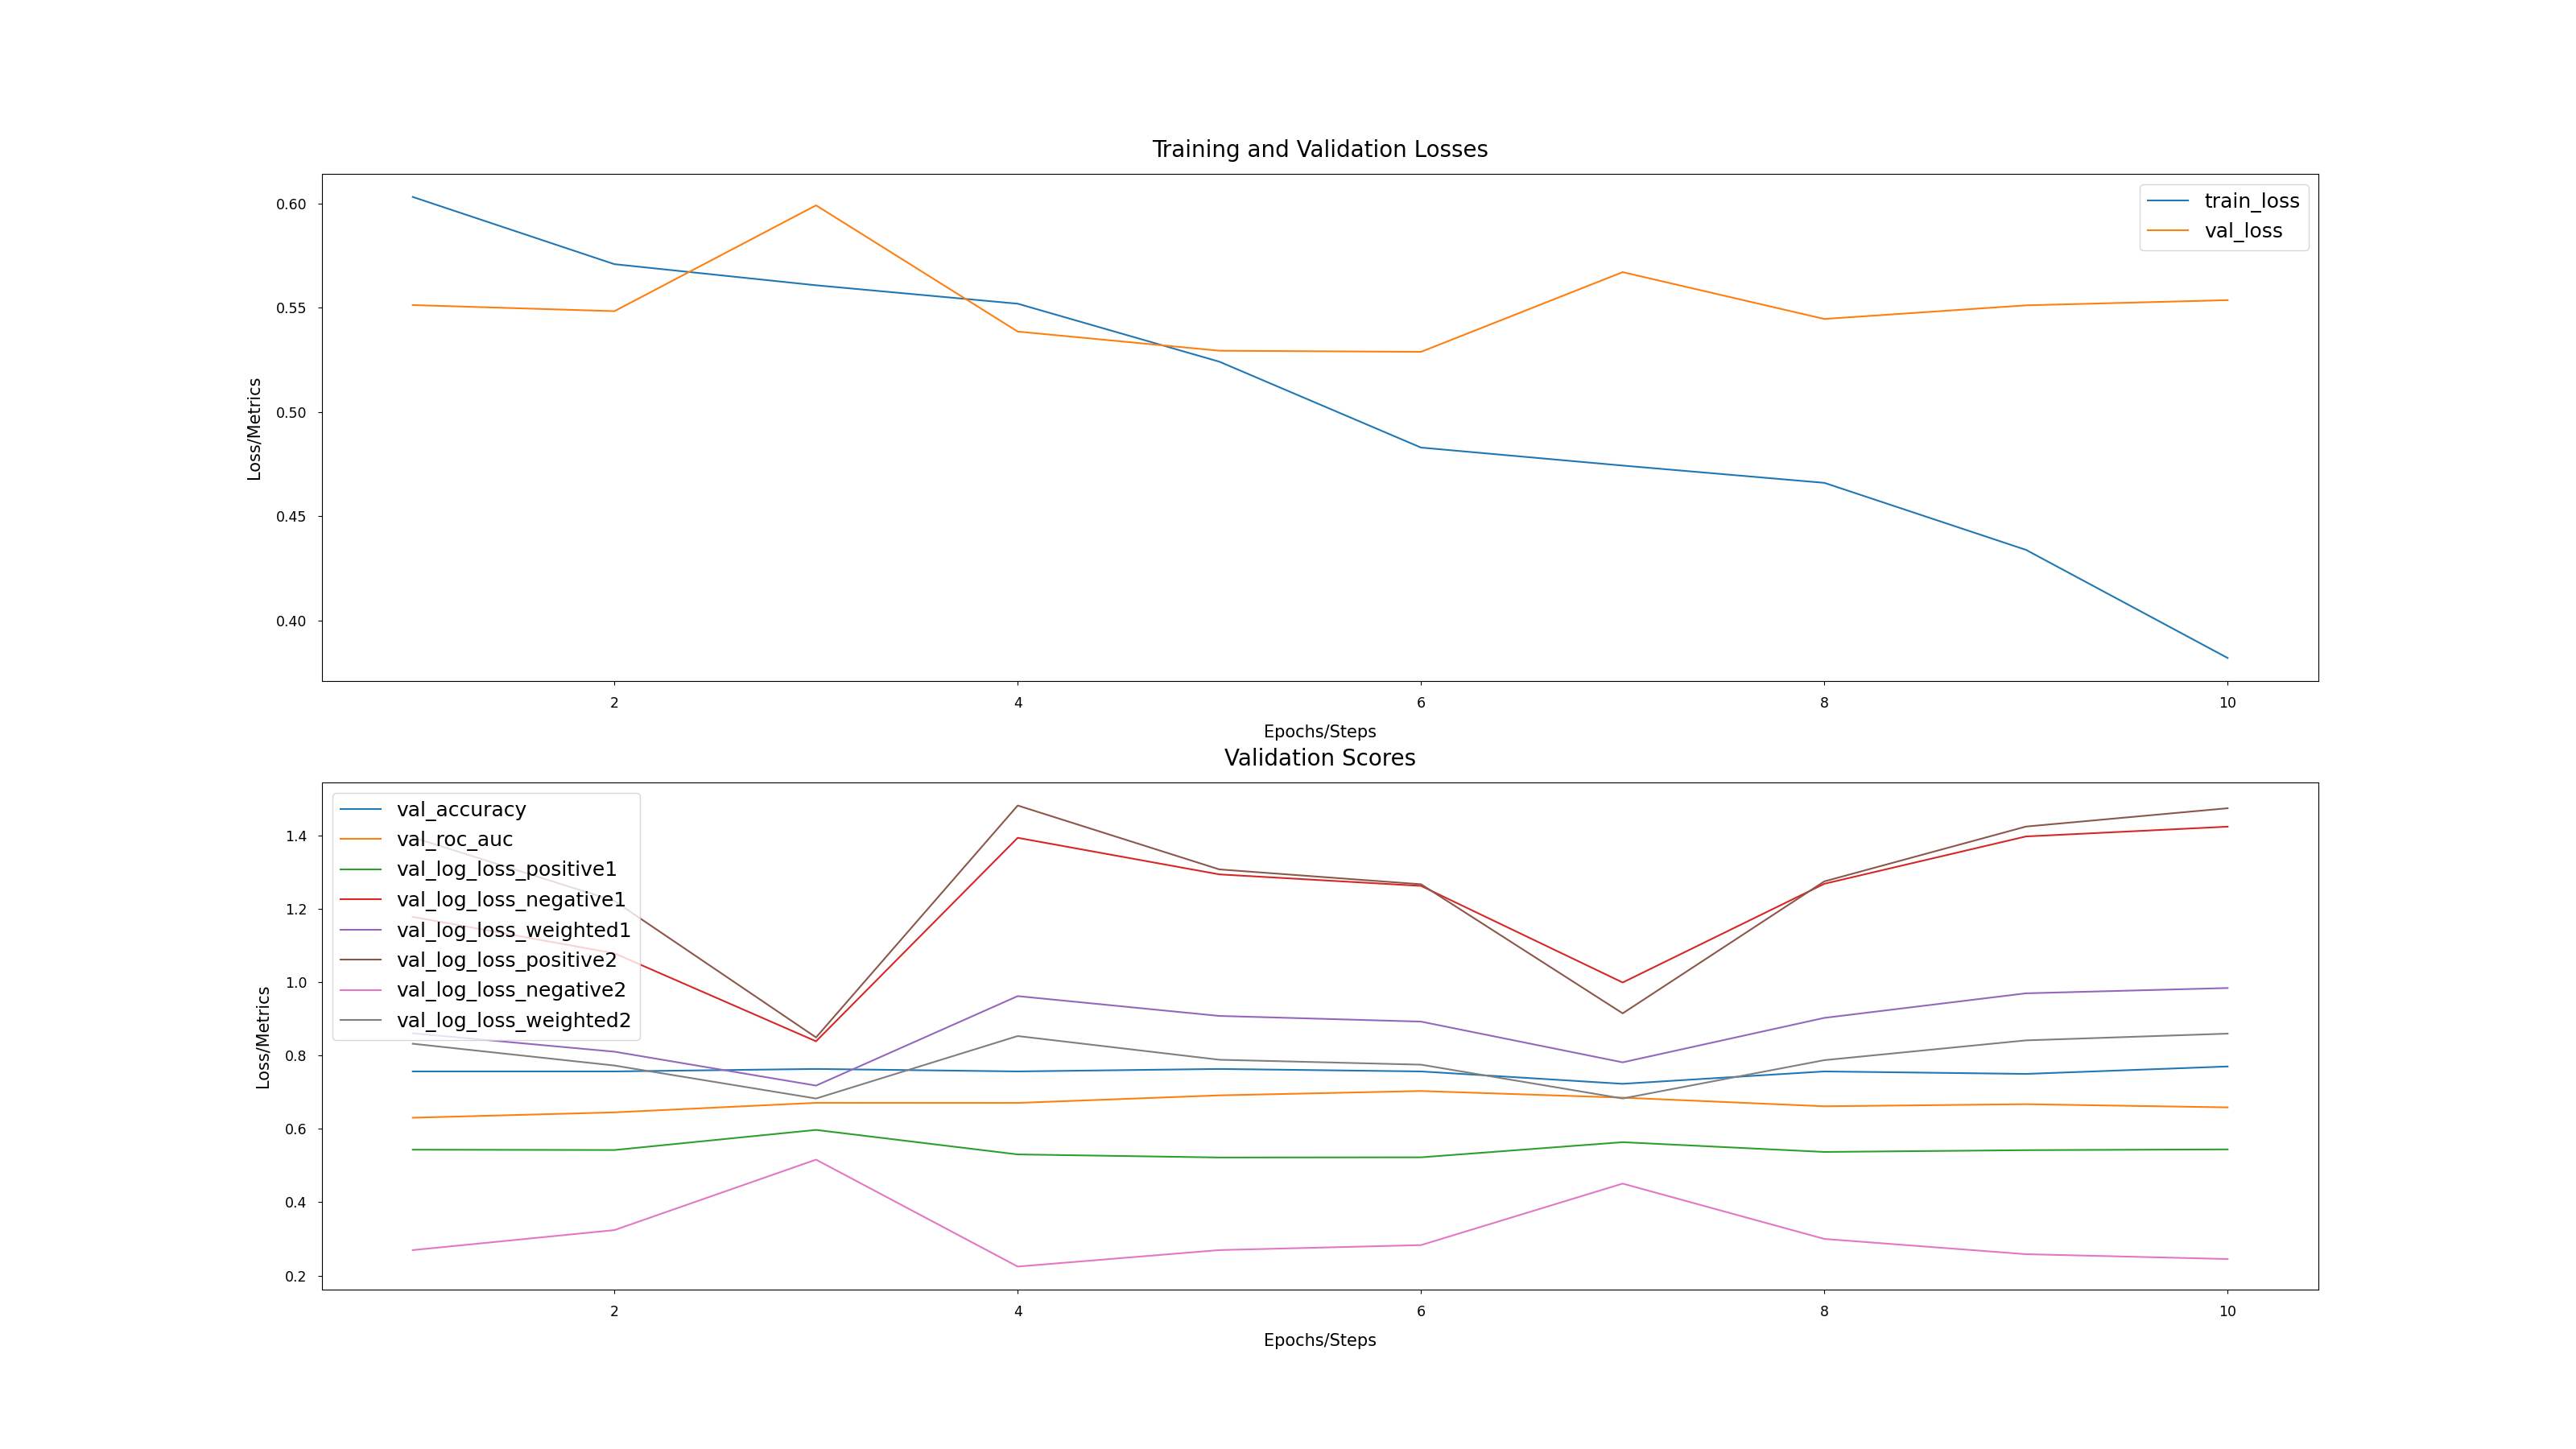 Training and Validation Losses
train_loss
val_loss
0.60
0.55
0.50
0.45
0.40
Loss/Metrics
2 4 6 8 10
Epochs/Steps
Validation Scores
val_accuracy
val_roc_auc
val_log_loss_positive1
val_log_loss_negative1
val_log_loss_weighted1
val_log_loss_positive2
val_log_loss_negative2
val_log_loss_weighted2
1.4
1.2
1.0
0.8
0.6
0.4
0.2
Loss/Metrics
2 4 6 8 10
Epochs/Steps